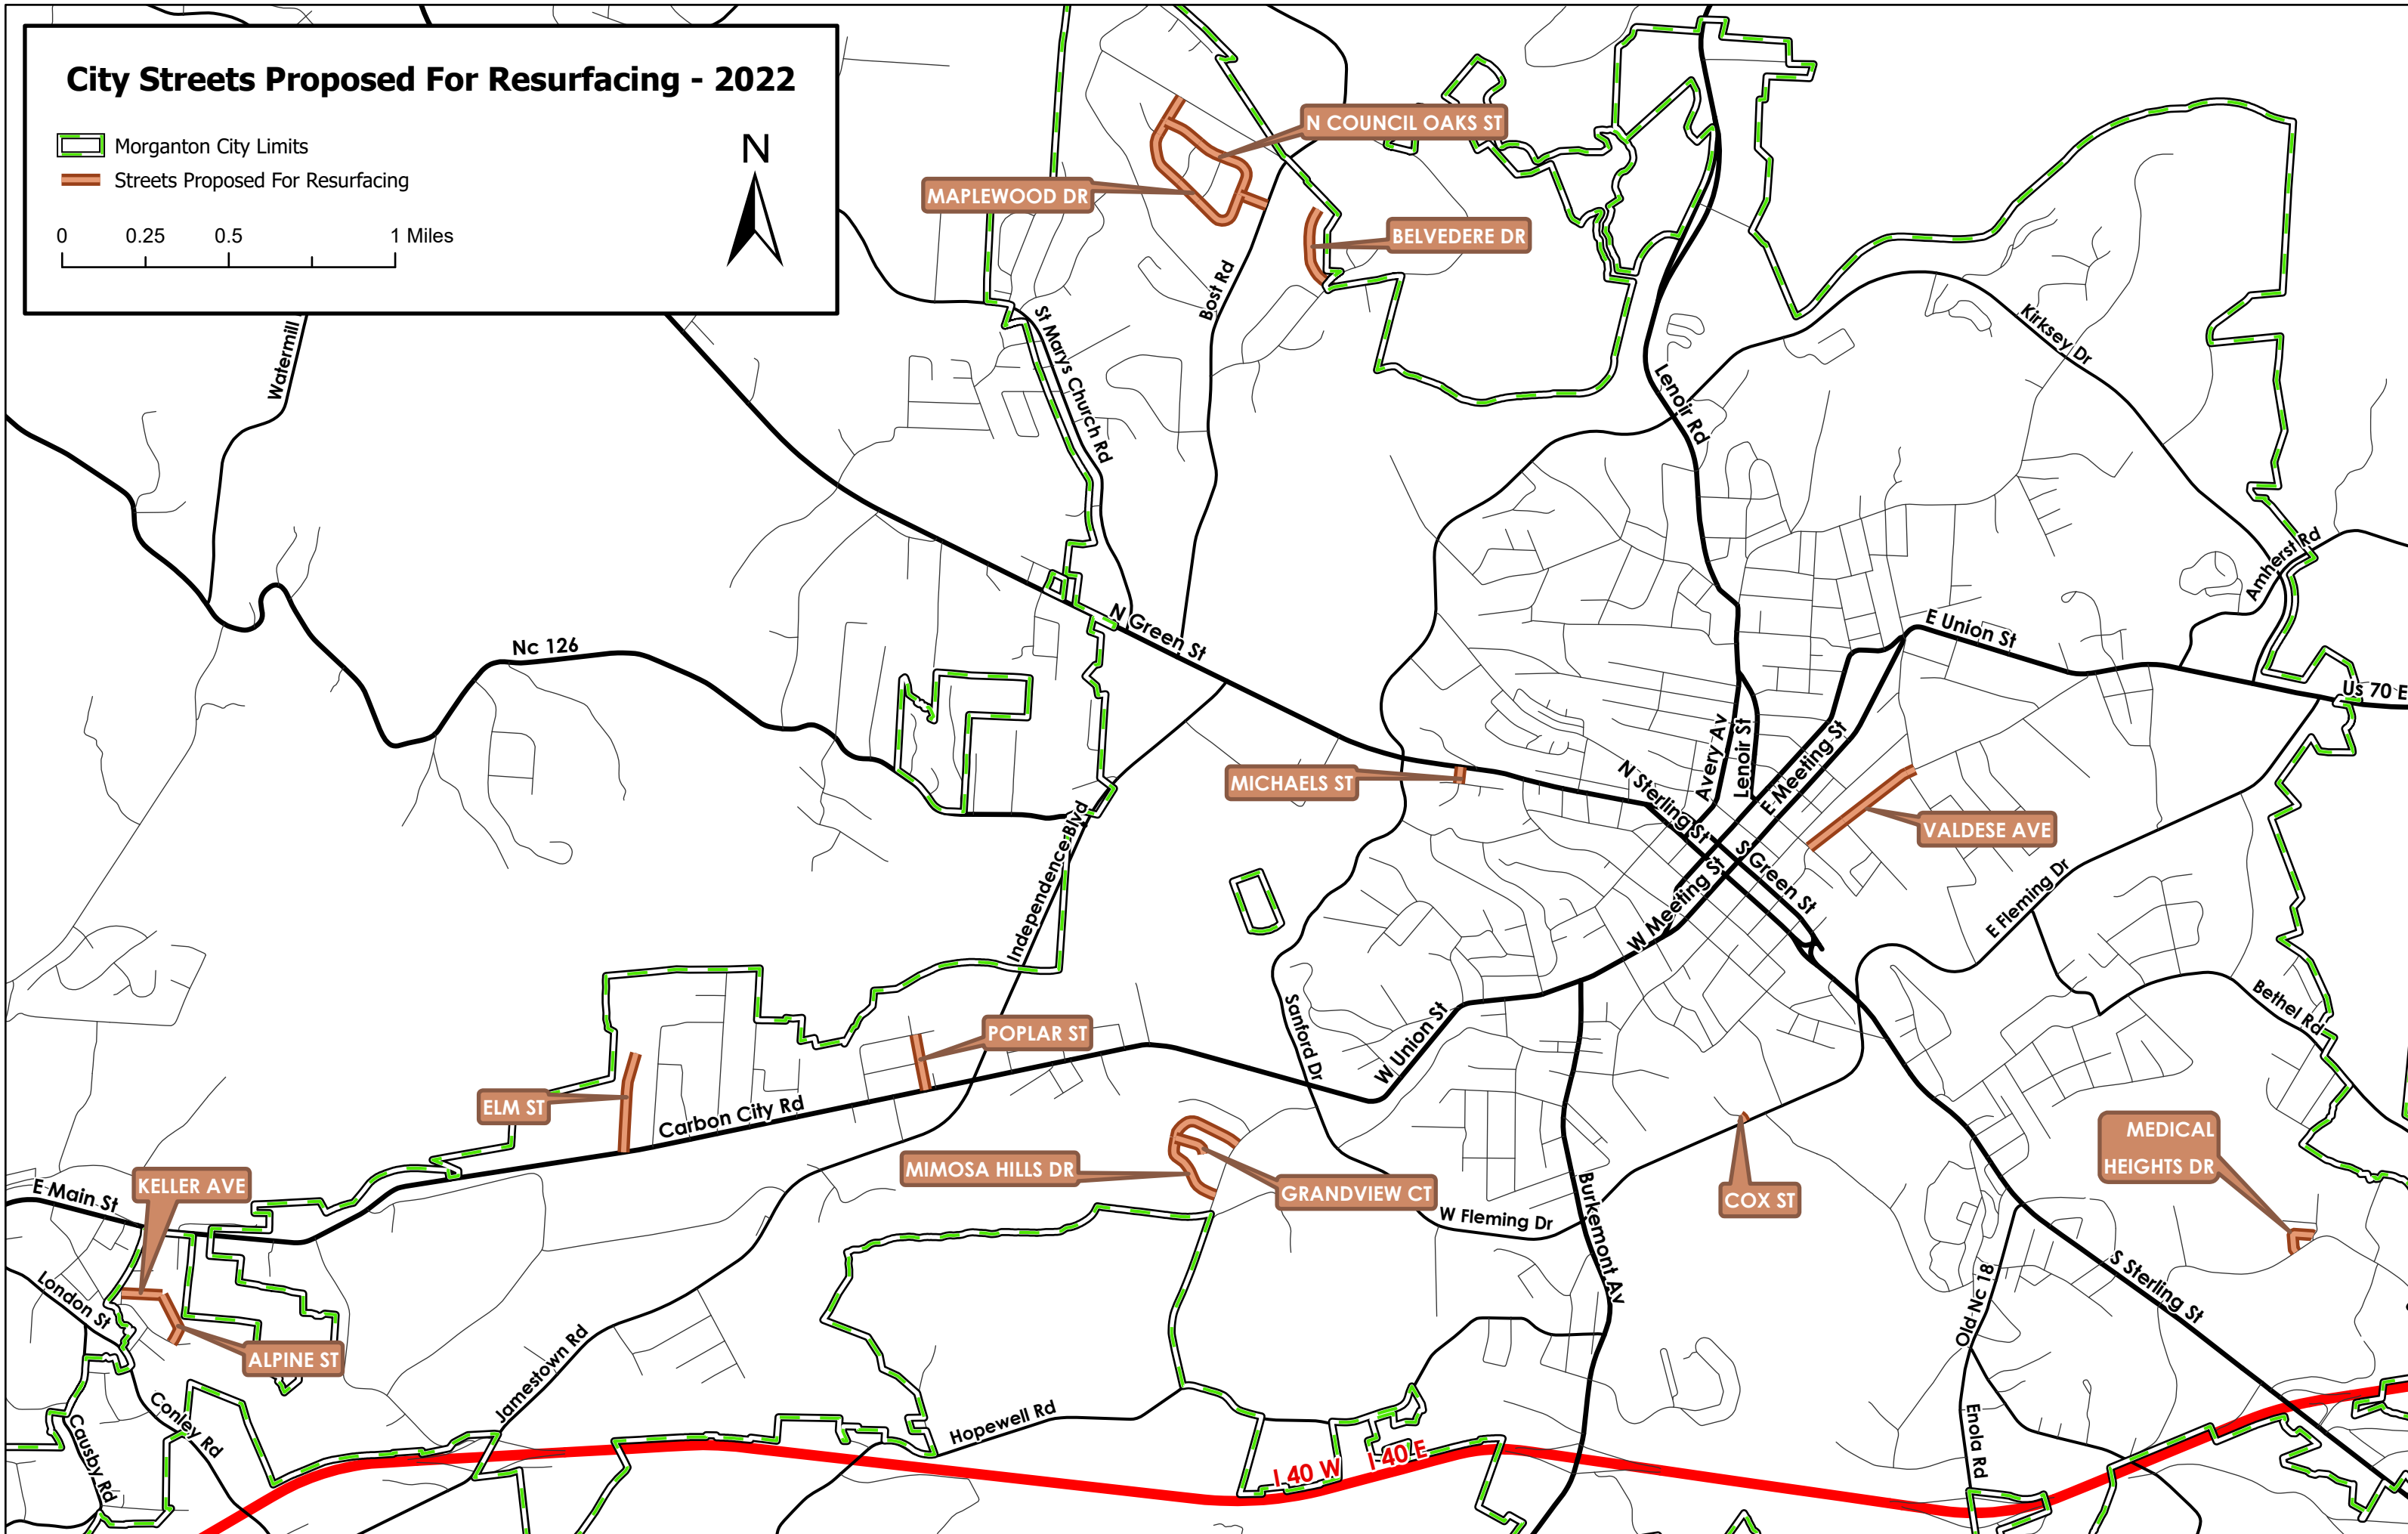 City Streets Proposed For Resurfacing - 2022
Morganton City Limits
Streets Proposed For Resurfacing
0 0.25 0.5 1 Miles
N
N COUNCIL OAKS ST
MAPLEWOOD DR
BELVEDERE DR
Bost Rd
Watermill
St Marys Church Rd
Kirksey Dr
Lenoir Rd
Amherst Rd
Nc 126
N Green St
E Union St
Us 70 E
MICHAELS ST
N Sterling St
Avery Av
Lenoir St
E Meeting St
VALDESE AVE
Independence Blvd
S Green St
W Meeting St
E Fleming Dr
Bethel Rd
Sanford Dr
W Union St
POPLAR ST
ELM ST
Carbon City Rd
MIMOSA HILLS DR
GRANDVIEW CT
COX ST
MEDICAL
HEIGHTS DR
KELLER AVE
E Main St
W Fleming Dr
Burkemont Av
London St
ALPINE ST
Old Nc 18
S Sterling St
Jamestown Rd
Conley Rd
Causby Rd
Hopewell Rd
Enola Rd
I 40 W
I 40 E